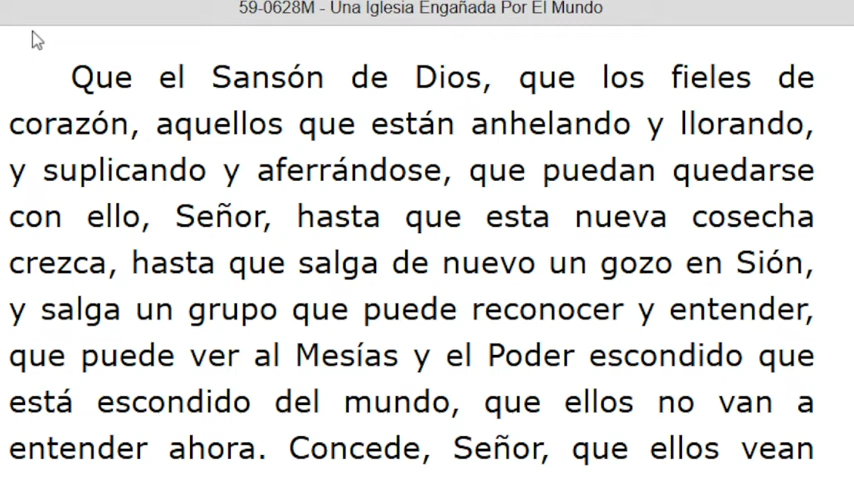 59-0628M - Una Iglesia Engañada Por El Mundo
Que el Sansón de Dios, que los fieles de
corazón, aquellos que están anhelando y llorando,
y suplicando y aferrándose, que puedan quedarse
con ello, Señor, hasta que esta nueva cosecha
crezca, hasta que salga de nuevo un gozo en Sión,
y salga un grupo que puede reconocer y entender,
que puede ver al Mesías y el Poder escondido que
está escondido del mundo, que ellos no van a
entender ahora. Concede, Señor, que ellos vean